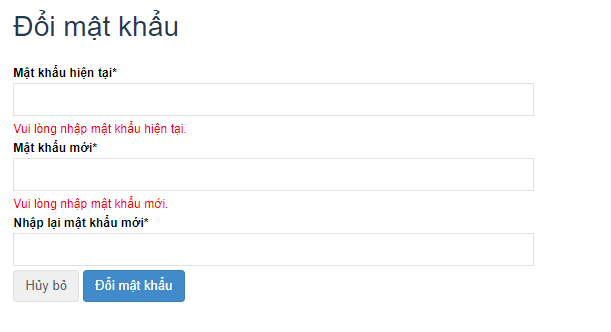 Đổi mật khẩu
Mật khẩu hiện tại*
Vui lòng nhập mật khẩu hiện tại.
Mật khẩu mới*
Vui lòng nhập mật khẩu mới.
Nhập lại mật khẩu mới*
Hủy bỏ Đổi mật khẩu